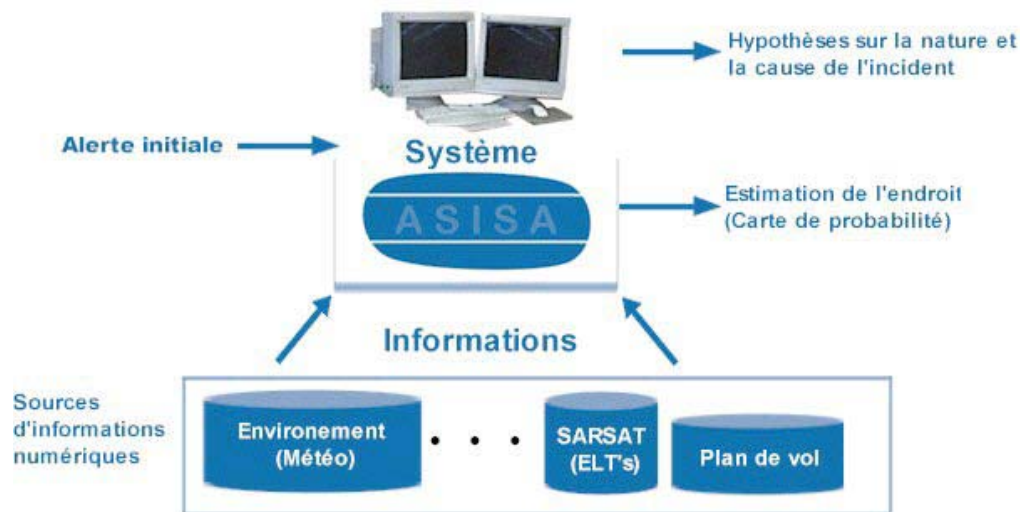 Hypothèses sur la nature et
la cause de l'incident
Alerte initiale
Système
ASISA
Estimation de l'endroit
(Carte de probabilité)
Informations
Sources
d'informations
numériques
Environement
(Météo)
. . .
SARSAT
(ELT's)
Plan de vol